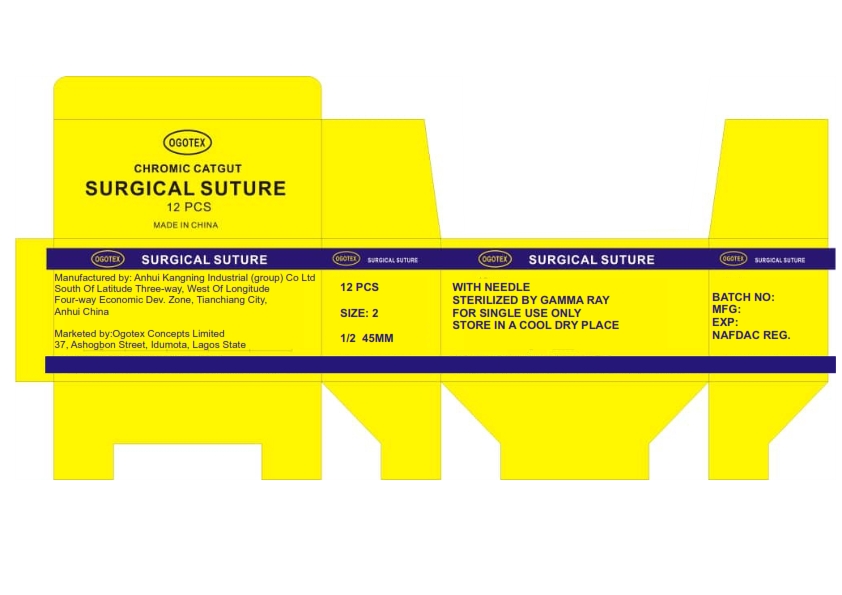 OGOTEX
CHROMIC CATGUT
SURGICAL SUTURE
12 PCS
MADE IN CHINA
OGOTEX SURGICAL SUTURE
Manufactured by: Anhui Kangning Industrial (group) Co Ltd
South Of Latitude Three-way, West Of Longitude
Four-way Economic Dev. Zone, Tianchiang City,
Anhui China
Marketed by:Ogotex Concepts Limited
37, Ashogbon Street, Idumota, Lagos State
OGOTEX SURGICAL SUTURE
12 PCS
SIZE: 2
1/2 45MM
OGOTEX SURGICAL SUTURE
WITH NEEDLE
STERILIZED BY GAMMA RAY
FOR SINGLE USE ONLY
STORE IN A COOL DRY PLACE
OGOTEX SURGICAL SUTURE
BATCH NO:
MFG:
EXP:
NAFDAC REG.